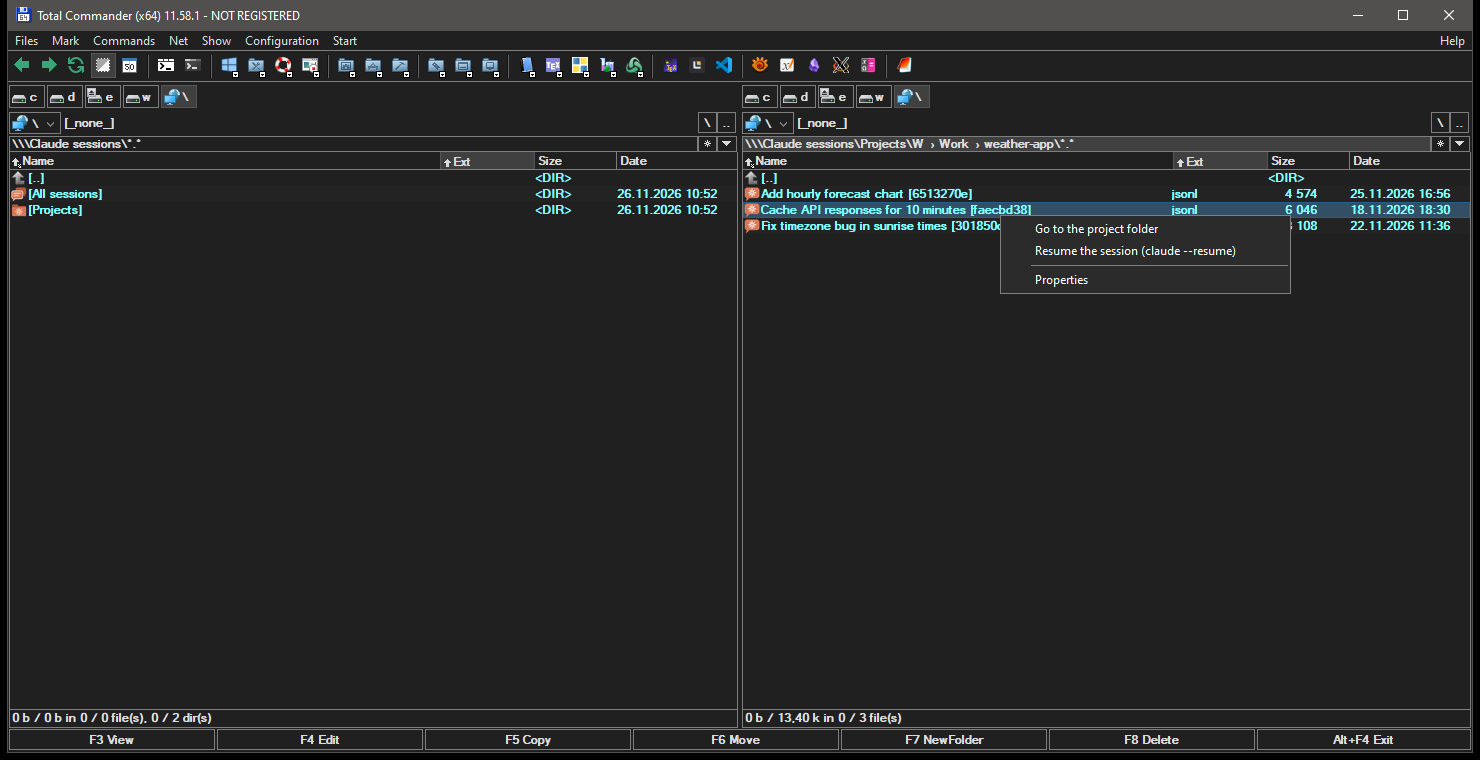 Total Commander (x64) 11.58.1 - NOT REGISTERED
Files Mark Commands Net Show Configuration Start Help
c d e w \
c d e w \
\ [_none_] \ ..
\ [_none_] \ ..
\\\Claude sessions\*.* *
\\\Claude sessions\Projects\W › Work › weather-app\*.* *
Name Ext Size Date
[..] <DIR>
[All sessions] <DIR> 26.11.2026 10:52
[Projects] <DIR> 26.11.2026 10:52
Name Ext Size Date
[..] <DIR>
Add hourly forecast chart [6513270e] jsonl 4 574 25.11.2026 16:56
Cache API responses for 10 minutes [faecbd38] jsonl 6 046 18.11.2026 18:30
Fix timezone bug in sunrise times [301850 108 22.11.2026 11:36
Go to the project folder
Resume the session (claude --resume)
Properties
0 b / 0 b in 0 / 0 file(s), 0 / 2 dir(s)
0 b / 13,40 k in 0 / 3 file(s)
F3 View F4 Edit F5 Copy F6 Move F7 NewFolder F8 Delete Alt+F4 Exit